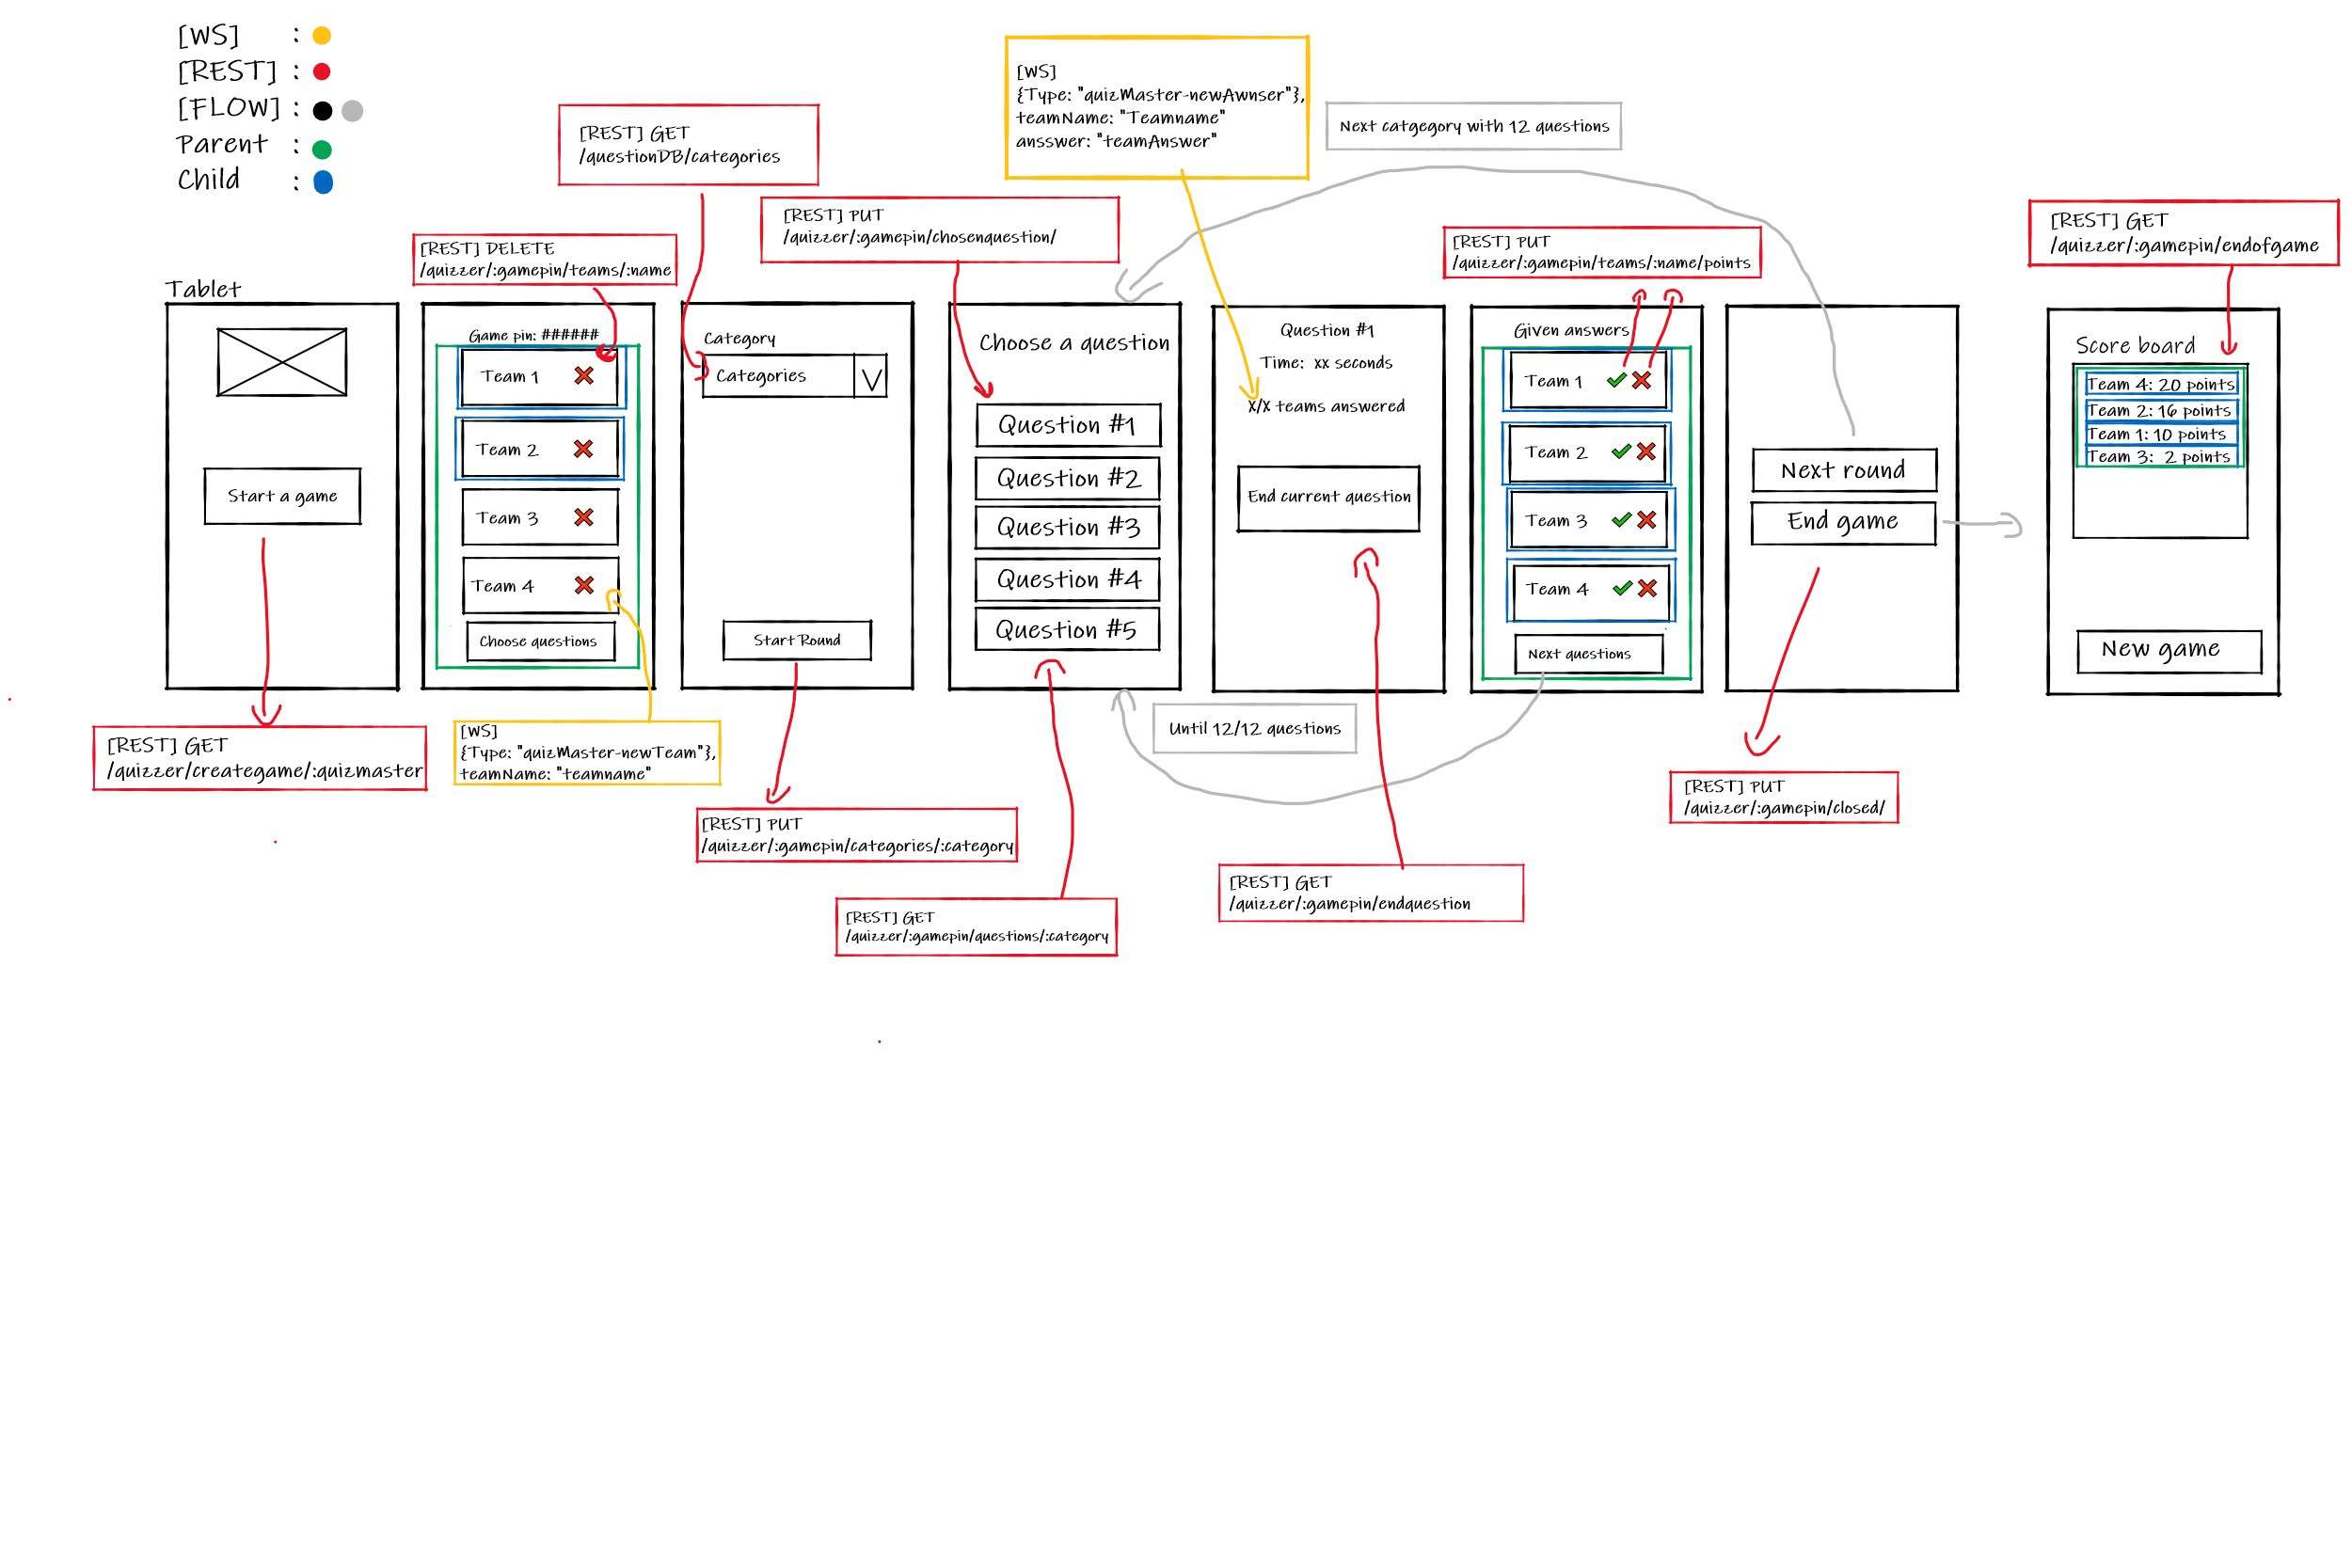 [WS] :
[REST] :
[FLOW] :
Parent :
Child :
[REST] GET
/questionDB/categories
[WS]
{Type: "quizMaster-newAwnser"},
teamName: "Teamname"
ansswer: "teamAnswer"
Next catgegory with 12 questions
[REST] DELETE
/quizzer/:gamepin/teams/:name
[REST] PUT
/quizzer/:gamepin/chosenquestion/
[REST] PUT
/quizzer/:gamepin/teams/:name/points
[REST] GET
/quizzer/:gamepin/endofgame
Tablet
Start a game
Game pin: ######
Team 1
Team 2
Team 3
Team 4
Choose questions
Category
Categories
V
Start Round
Choose a question
Question #1
Question #2
Question #3
Question #4
Question #5
Question #1
Time: xx seconds
x/x teams answered
End current question
Given answers
Team 1
Team 2
Team 3
Team 4
Next questions
Next round
End game
Score board
Team 4: 20 points
Team 2: 16 points
Team 1: 10 points
Team 3: 2 points
New game
[REST] GET
/quizzer/creategame/:quizmaster
[WS]
{Type: "quizMaster-newTeam"},
teamName: "teamname"
Until 12/12 questions
[REST] PUT
/quizzer/:gamepin/categories/:category
[REST] PUT
/quizzer/:gamepin/closed/
[REST] GET
/quizzer/:gamepin/questions/:category
[REST] GET
/quizzer/:gamepin/endquestion